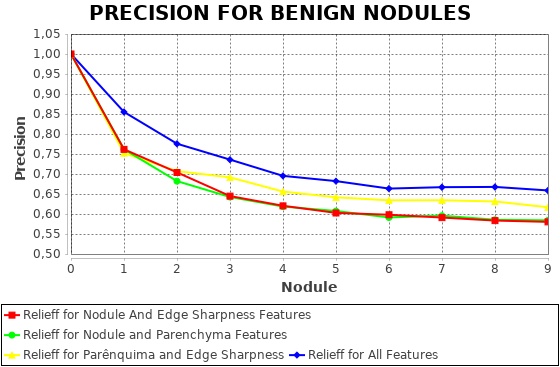 PRECISION FOR BENIGN NODULES
1,05
1,00
0,95
0,90
0,85
0,80
0,75
0,70
0,65
0,60
0,55
0,50
Precision
0 1 2 3 4 5 6 7 8 9
Nodule
Relieff for Nodule And Edge Sharpness Features
Relieff for Nodule and Parenchyma Features
Relieff for Parênquima and Edge Sharpness Relieff for All Features